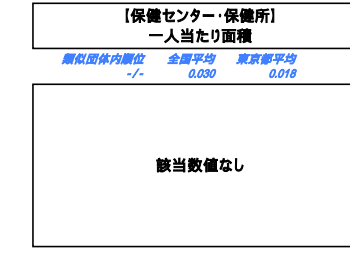 【保健センター・保健所】
一人当たり面積
類似団体内順位 全国平均 東京都平均
-/- 0.030 0.018
該当数値なし